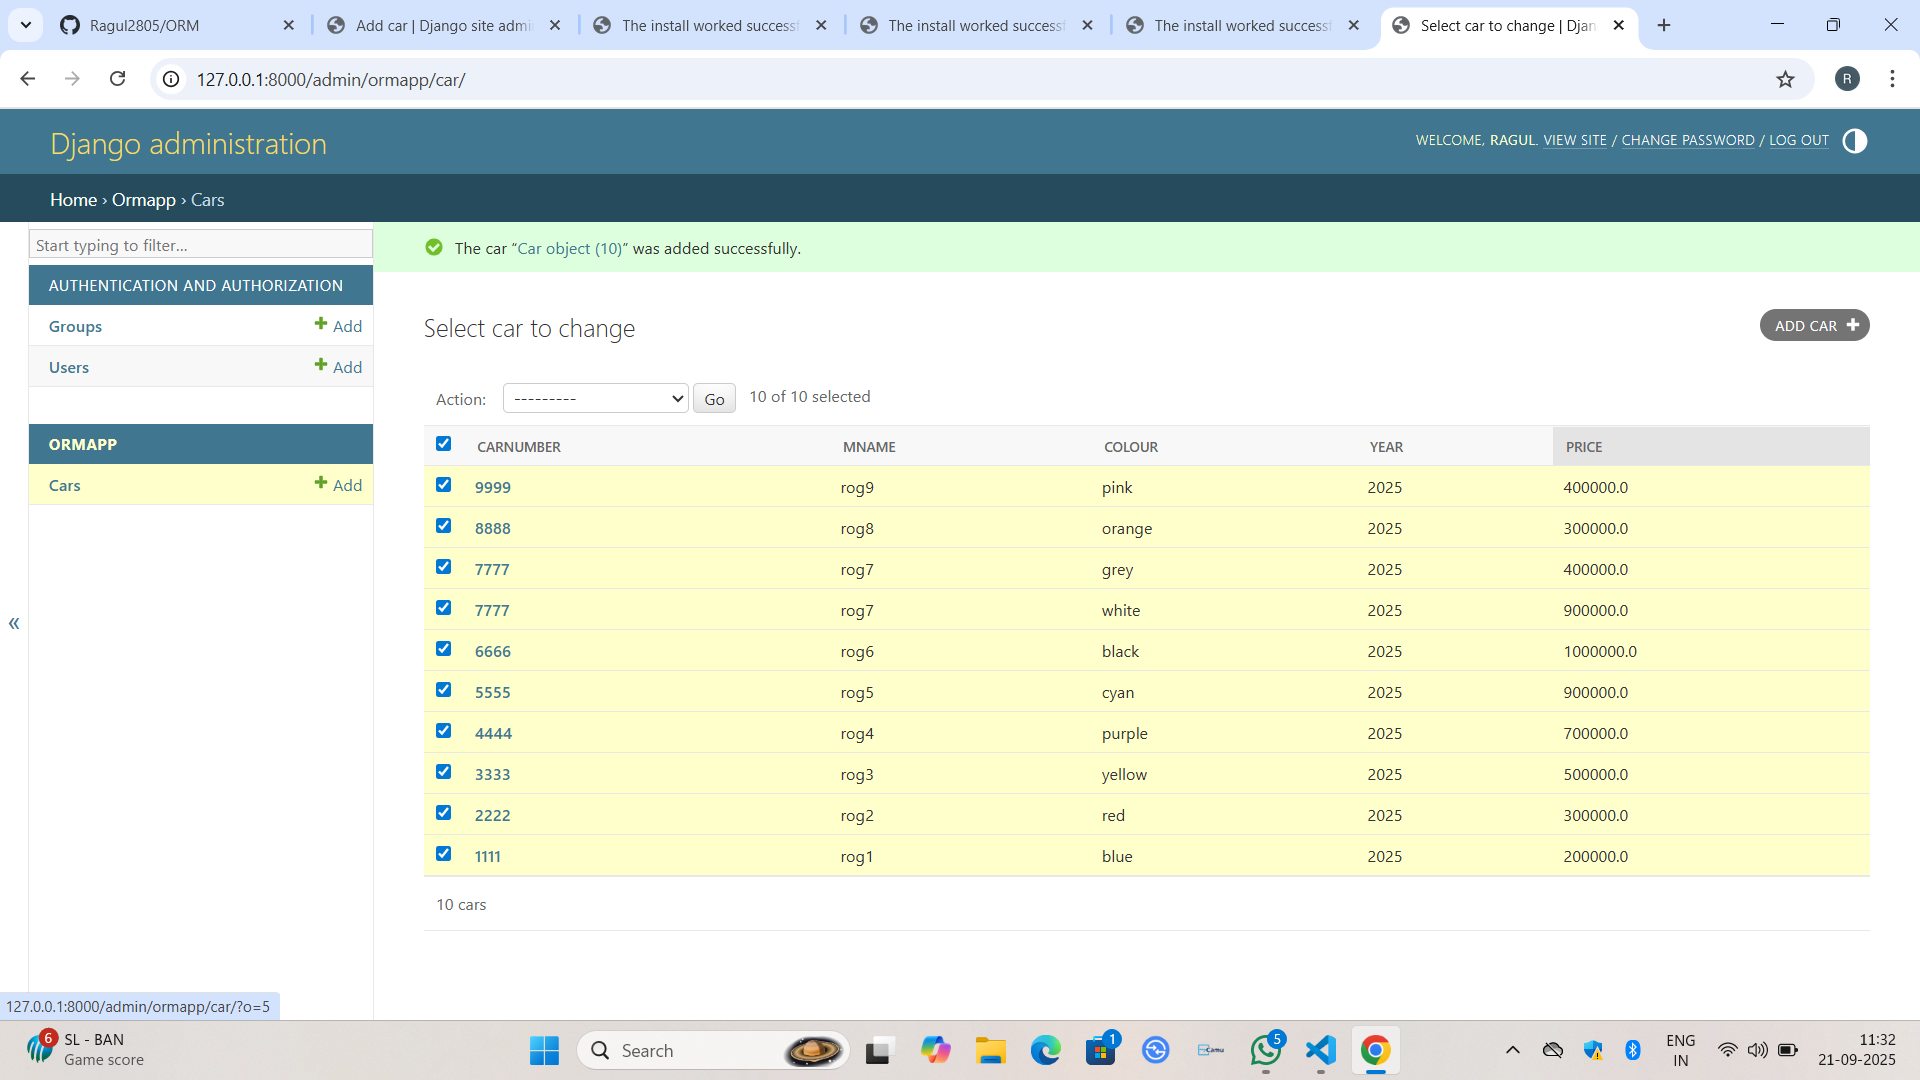 Ragul2805/ORM
Add car | Django site admi
The install worked success
The install worked success
The install worked success
Select car to change | Djan
127.0.0.1:8000/admin/ormapp/car/
R
Django administration
WELCOME, RAGUL. VIEW SITE / CHANGE PASSWORD / LOG OUT
Home › Ormapp › Cars
Start typing to filter...
The car “Car object (10)” was added successfully.
AUTHENTICATION AND AUTHORIZATION
Groups Add
Users Add
ORMAPP
Cars Add
«
Select car to change
ADD CAR
Action: --------- Go 10 of 10 selected
CARNUMBER MNAME COLOUR YEAR PRICE
9999 rog9 pink 2025 400000.0
8888 rog8 orange 2025 300000.0
7777 rog7 grey 2025 400000.0
7777 rog7 white 2025 900000.0
6666 rog6 black 2025 1000000.0
5555 rog5 cyan 2025 900000.0
4444 rog4 purple 2025 700000.0
3333 rog3 yellow 2025 500000.0
2222 rog2 red 2025 300000.0
1111 rog1 blue 2025 200000.0
10 cars
127.0.0.1:8000/admin/ormapp/car/?o=5
6
SL - BAN
Game score
Search
1
Camu
5
ENG
IN
11:32
21-09-2025